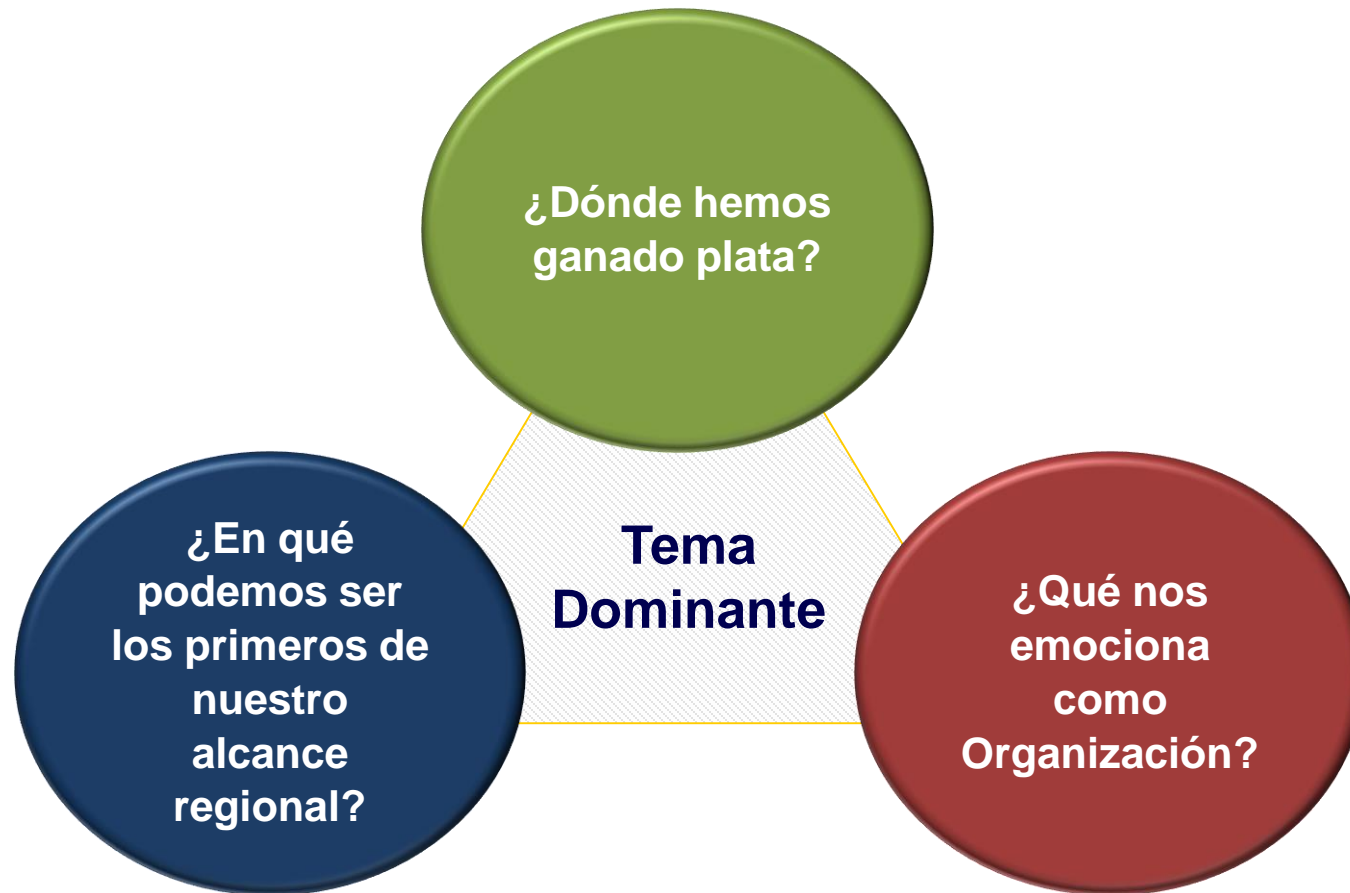 ¿Dónde hemos
ganado plata?
¿En qué
podemos ser
los primeros de
nuestro
alcance
regional?
Tema
Dominante
¿Qué nos
emociona
como
Organización?